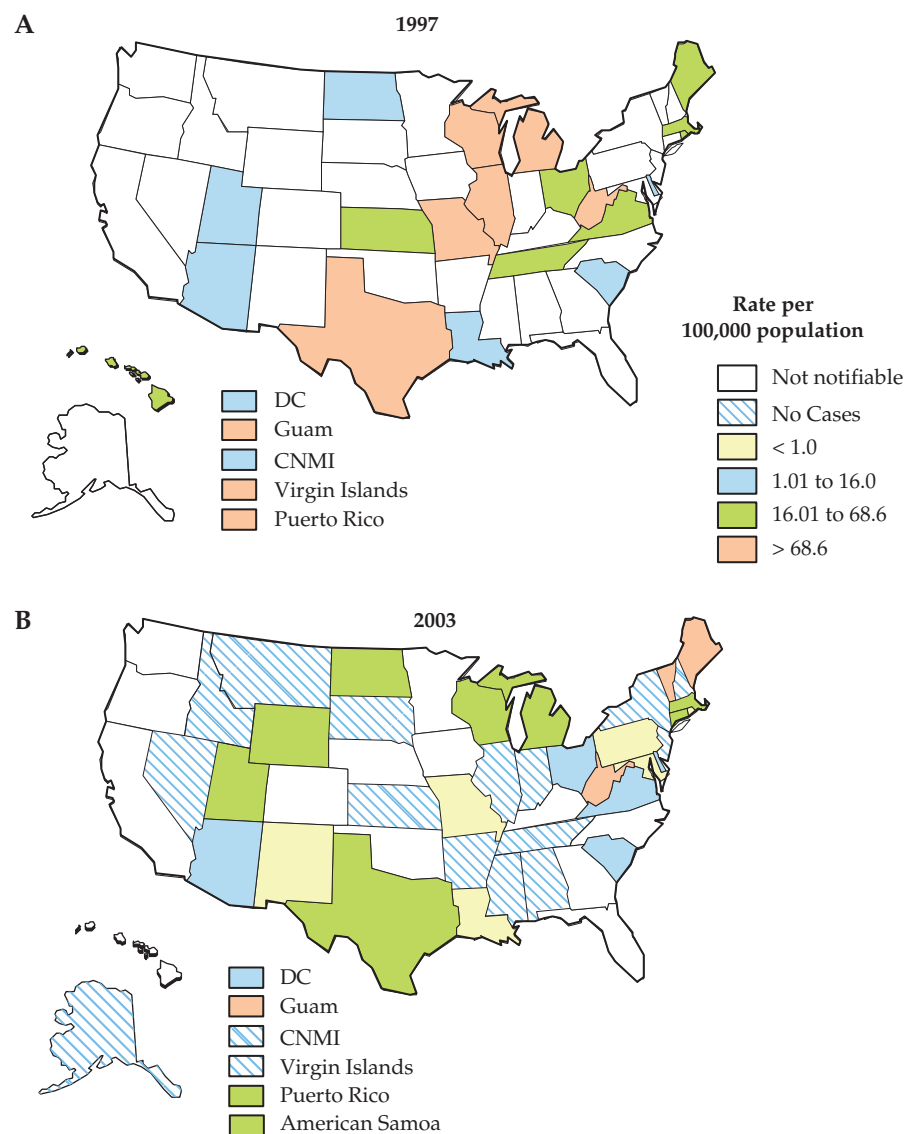 A
1997
Rate per
100,000 population
Not notifiable
No Cases
< 1.0
1.01 to 16.0
16.01 to 68.6
> 68.6
DC
Guam
CNMI
Virgin Islands
Puerto Rico
B
2003
DC
Guam
CNMI
Virgin Islands
Puerto Rico
American Samoa